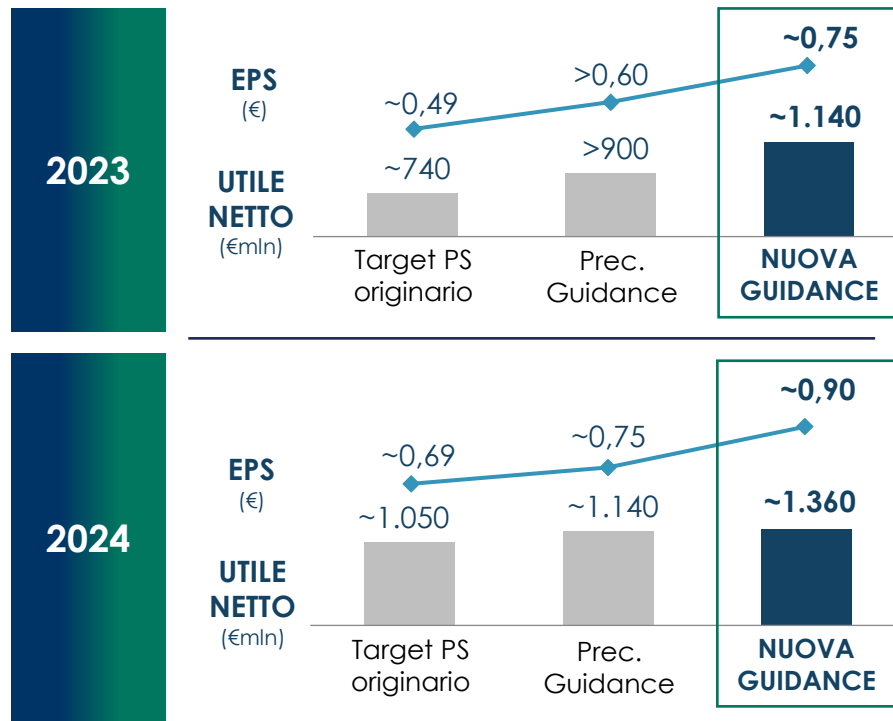 2023
EPS
(€)
~0,49
>0,60
~0,75
UTILE
NETTO
(€mln)
~740
>900
~1.140
Target PS
originario
Prec.
Guidance
NUOVA
GUIDANCE
2024
EPS
(€)
~0,69
~0,75
~0,90
UTILE
NETTO
(€mln)
~1.050
~1.140
~1.360
Target PS
originario
Prec.
Guidance
NUOVA
GUIDANCE